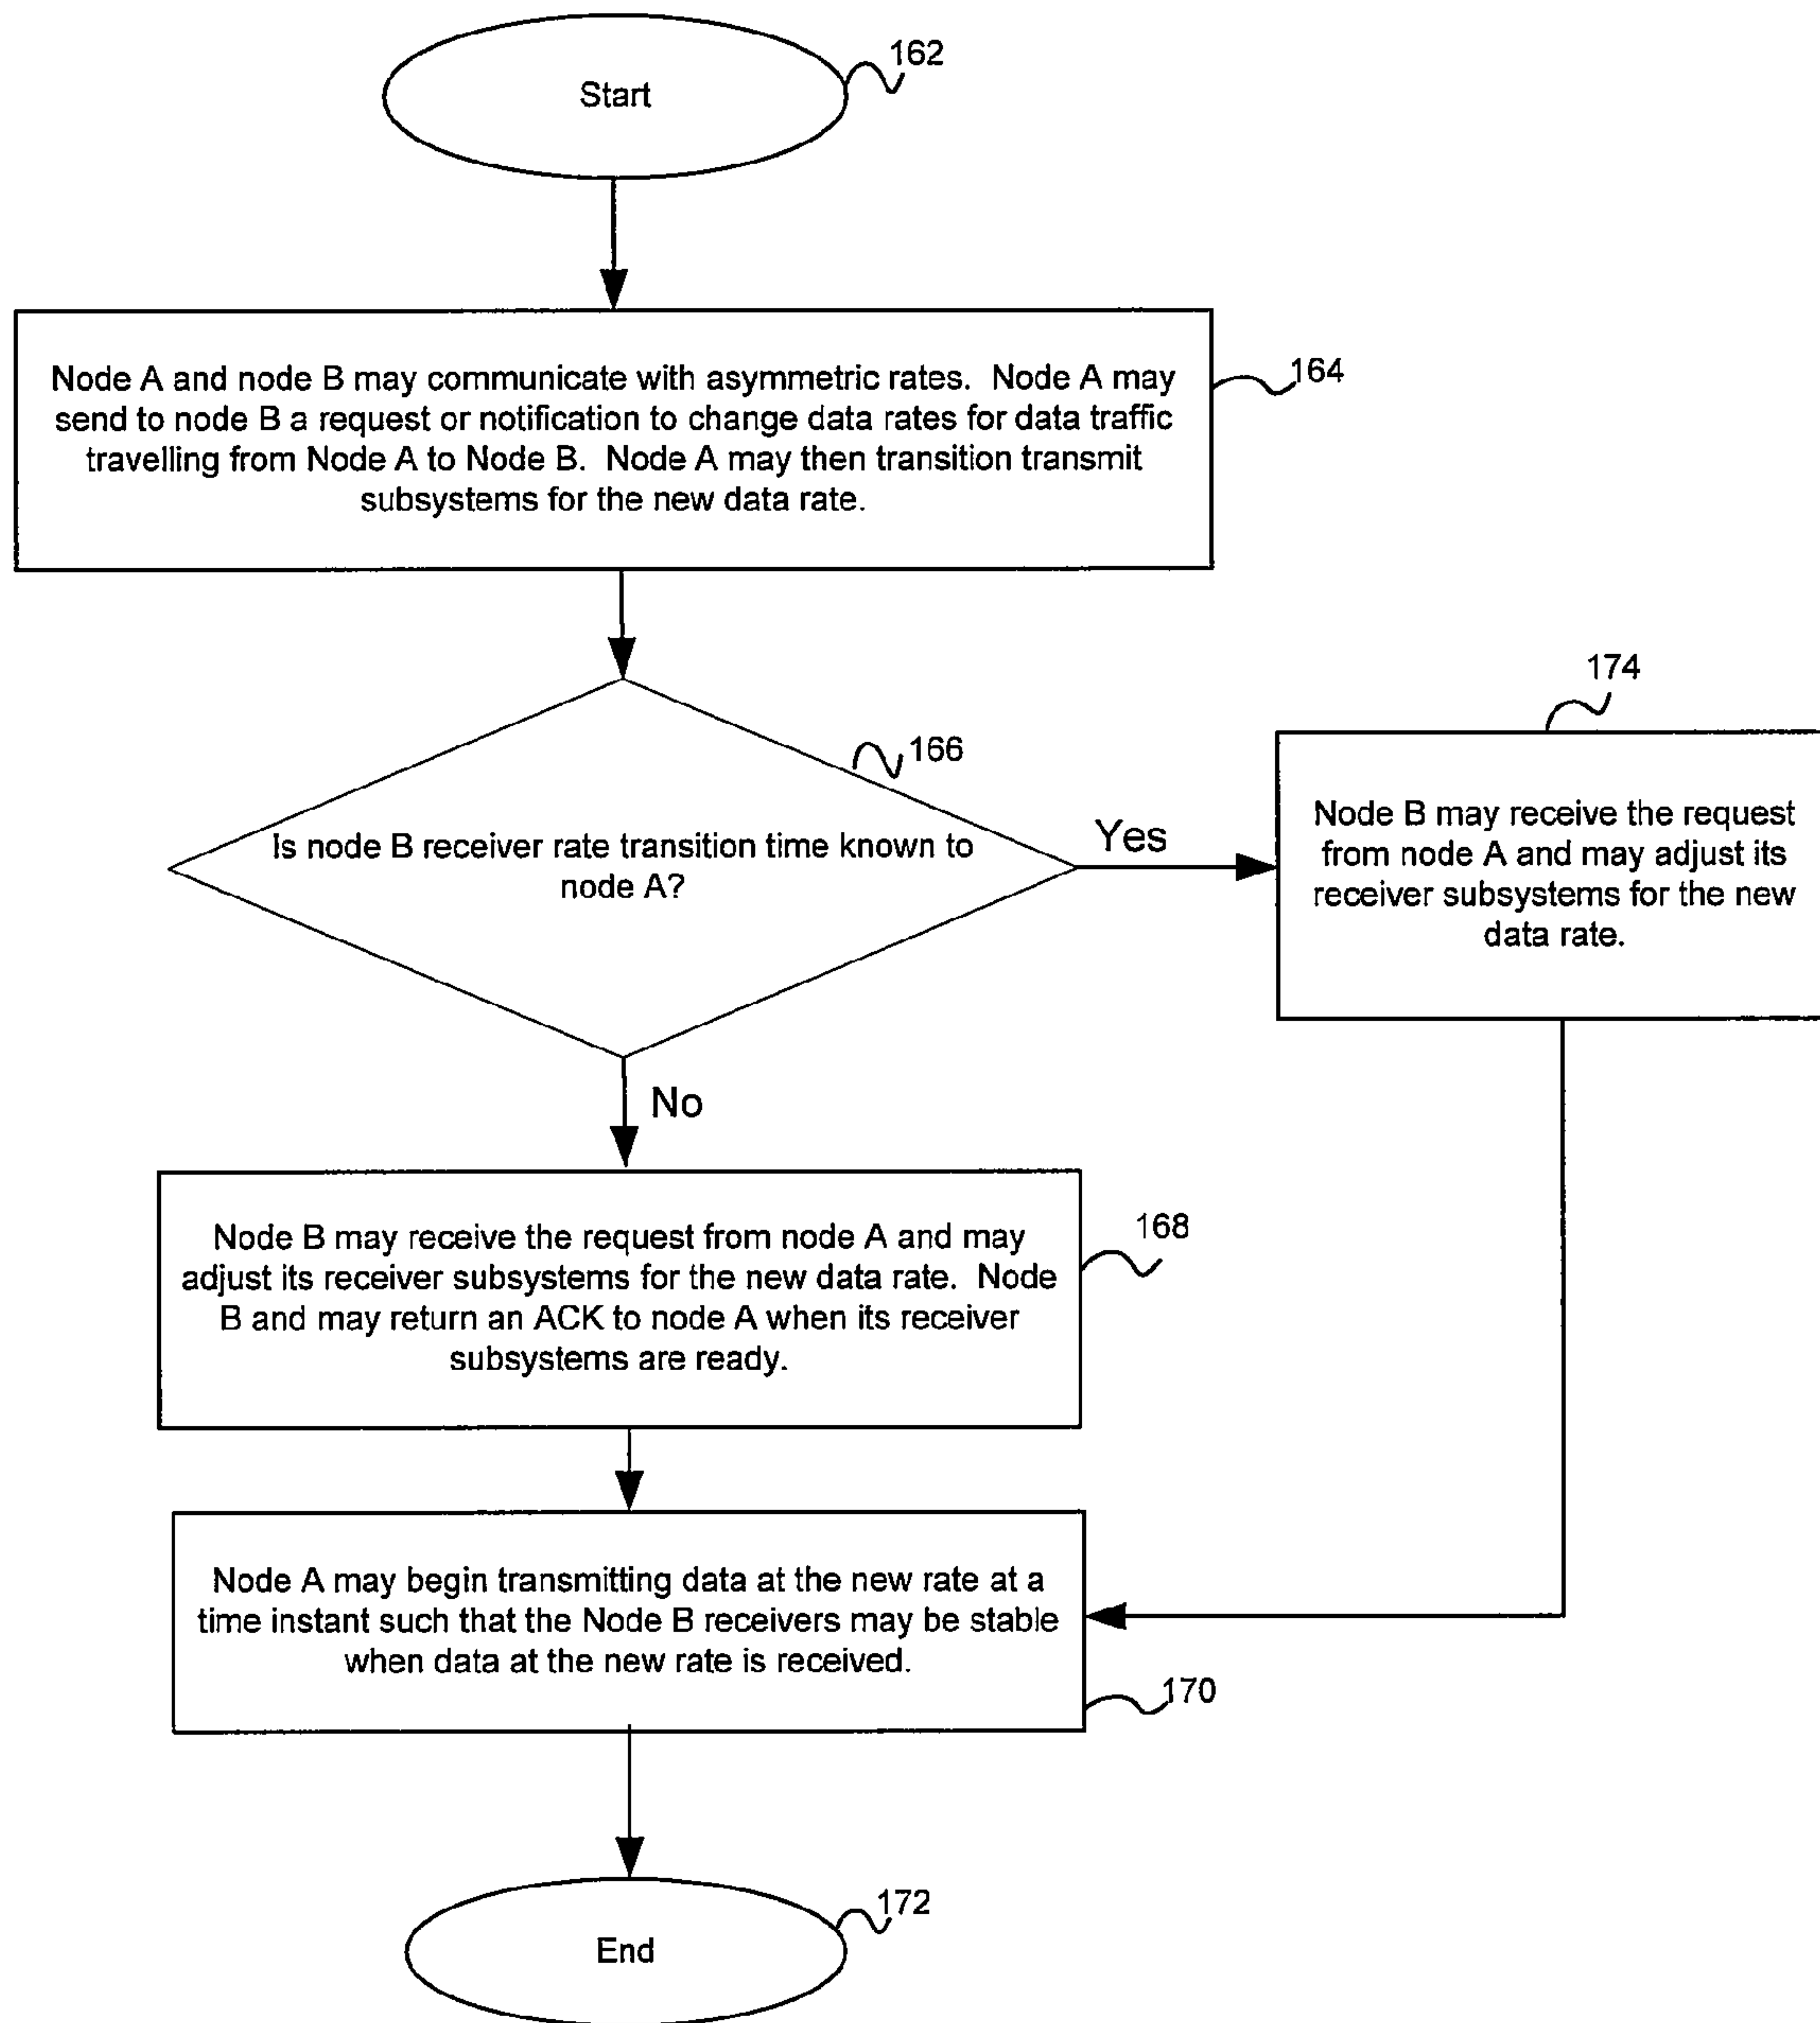 162
Start
164
Node A and node B may communicate with asymmetric rates. Node A may
send to node B a request or notification to change data rates for data traffic
travelling from Node A to Node B. Node A may then transition transmit
subsystems for the new data rate.
166
Is node B receiver rate transition time known to
node A?
Yes
174
Node B may receive the request
from node A and may adjust its
receiver subsystems for the new
data rate.
No
168
Node B may receive the request from node A and may
adjust its receiver subsystems for the new data rate. Node
B and may return an ACK to node A when its receiver
subsystems are ready.
Node A may begin transmitting data at the new rate at a
time instant such that the Node B receivers may be stable
when data at the new rate is received.
170
172
End